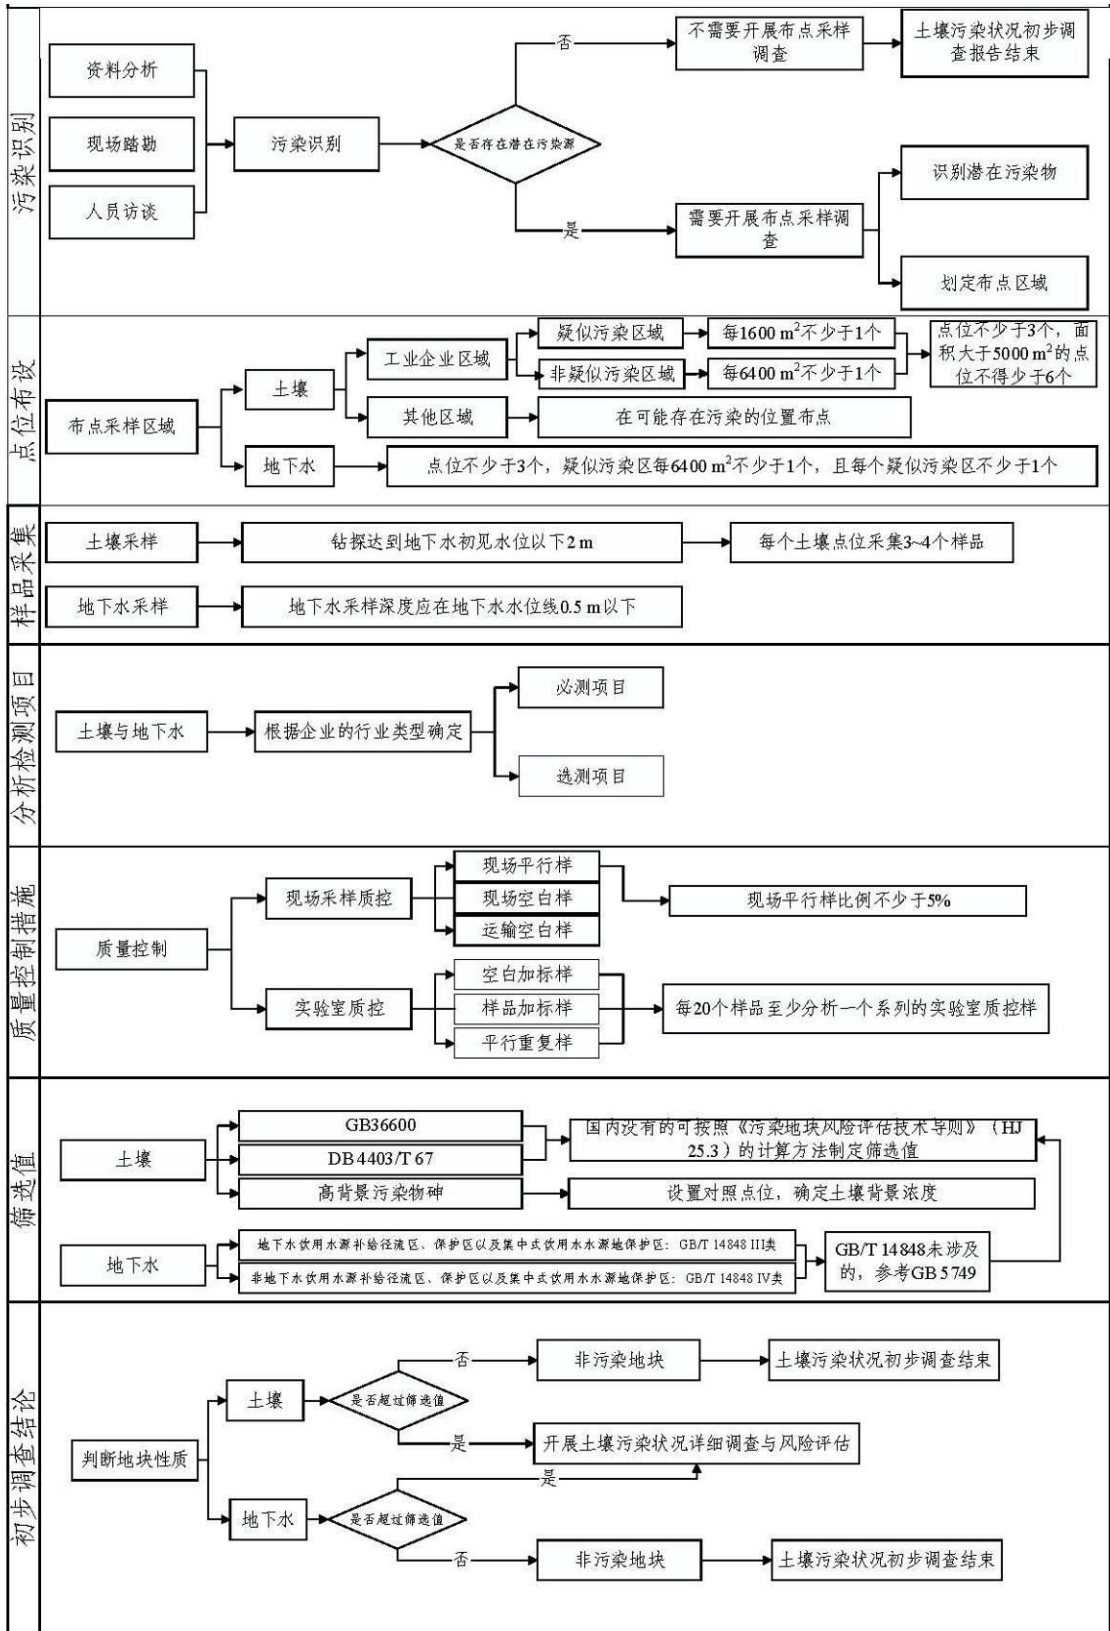 污染识别
资料分析
现场踏勘
人员访谈
污染识别
是否存在潜在污染源
否
不需要开展布点采样
调查
土壤污染状况初步调
查报告结束
是
需要开展布点采样调
查
识别潜在污染物
划定布点区域
点位布设
布点采样区域
土壤
工业企业区域
疑似污染区域
每1600 m²不少于1个
非疑似污染区域
每6400 m²不少于1个
点位不少于3个，面
积大于5000 m²的点
位不得少于6个
其他区域
在可能存在污染的位置布点
地下水
点位不少于3个，疑似污染区每6400 m²不少于1个，且每个疑似污染区不少于1个
样品采集
土壤采样
钻探达到地下水初见水位以下2 m
每个土壤点位采集3~4个样品
地下水采样
地下水采样深度应在地下水水位线0.5 m以下
分析检测项目
土壤与地下水
根据企业的行业类型确定
必测项目
选测项目
质量控制措施
质量控制
现场采样质控
现场平行样
现场空白样
运输空白样
现场平行样比例不少于5%
实验室质控
空白加标样
样品加标样
平行重复样
每20个样品至少分析一个系列的实验室质控样
筛选值
土壤
GB36600
DB4403/T 67
国内没有的可按照《污染地块风险评估技术导则》（HJ
25.3）的计算方法制定筛选值
高背景污染物砷
设置对照点位，确定土壤背景浓度
地下水
地下水饮用水源补给径流区、保护区以及集中式饮用水水源地保护区：GB/T 14848 III类
非地下水饮用水源补给径流区、保护区以及集中式饮用水水源地保护区：GB/T 14848 IV类
GB/T 14848未涉及
的，参考GB 5749
初步调查结论
判断地块性质
土壤
是否超过筛选值
否
非污染地块
土壤污染状况初步调查结束
是
开展土壤污染状况详细调查与风险评估
地下水
是否超过筛选值
是
否
非污染地块
土壤污染状况初步调查结束